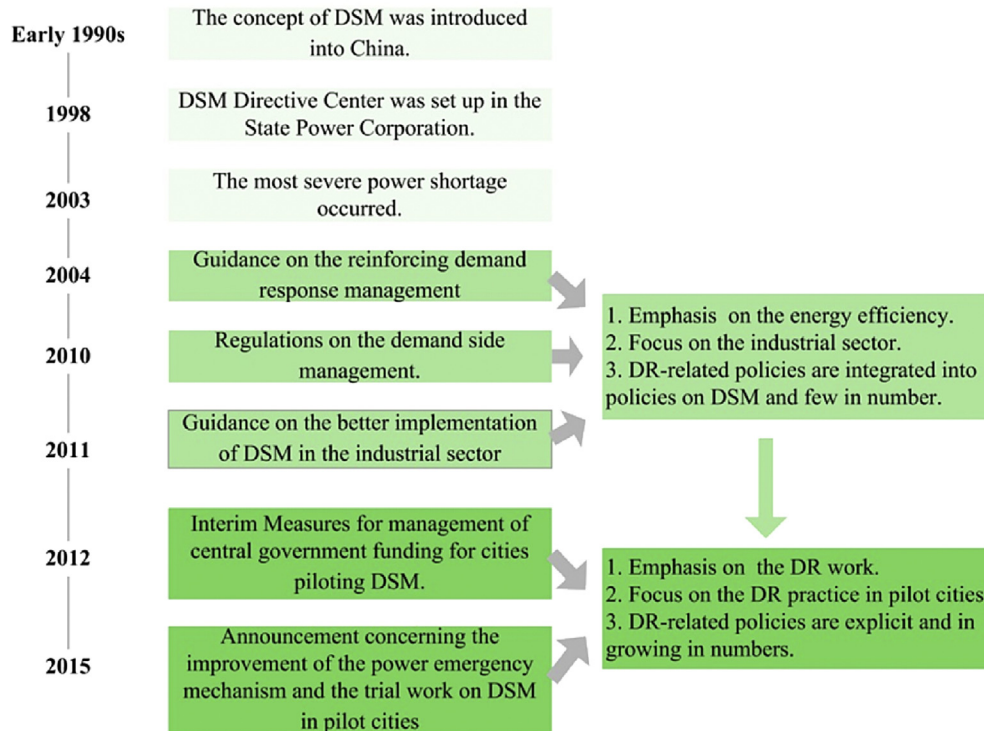 Early 1990s
The concept of DSM was introduced
into China.
1998
DSM Directive Center was set up in the
State Power Corporation.
2003
The most severe power shortage
occurred.
2004
Guidance on the reinforcing demand
response management
2010
Regulations on the demand side
management.
2011
Guidance on the better implementation
of DSM in the industrial sector
1. Emphasis on the energy efficiency.
2. Focus on the industrial sector.
3. DR-related policies are integrated into
policies on DSM and few in number.
2012
Interim Measures for management of
central government funding for cities
piloting DSM.
2015
Announcement concerning the
improvement of the power emergency
mechanism and the trial work on DSM
in pilot cities
1. Emphasis on the DR work.
2. Focus on the DR practice in pilot cities
3. DR-related policies are explicit and in
growing in numbers.